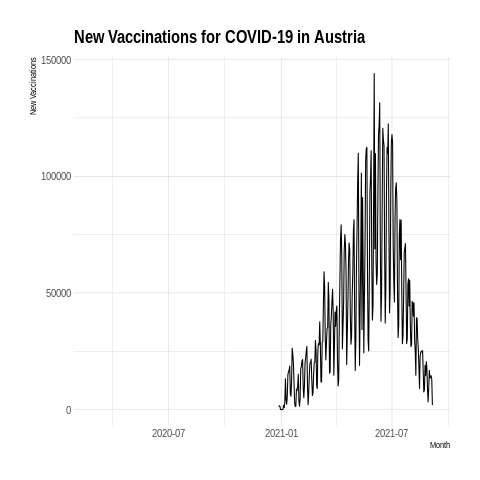 New Vaccinations for COVID-19 in Austria
New Vaccinations
150000
100000
50000
0
2020-07
2021-01
2021-07
Month